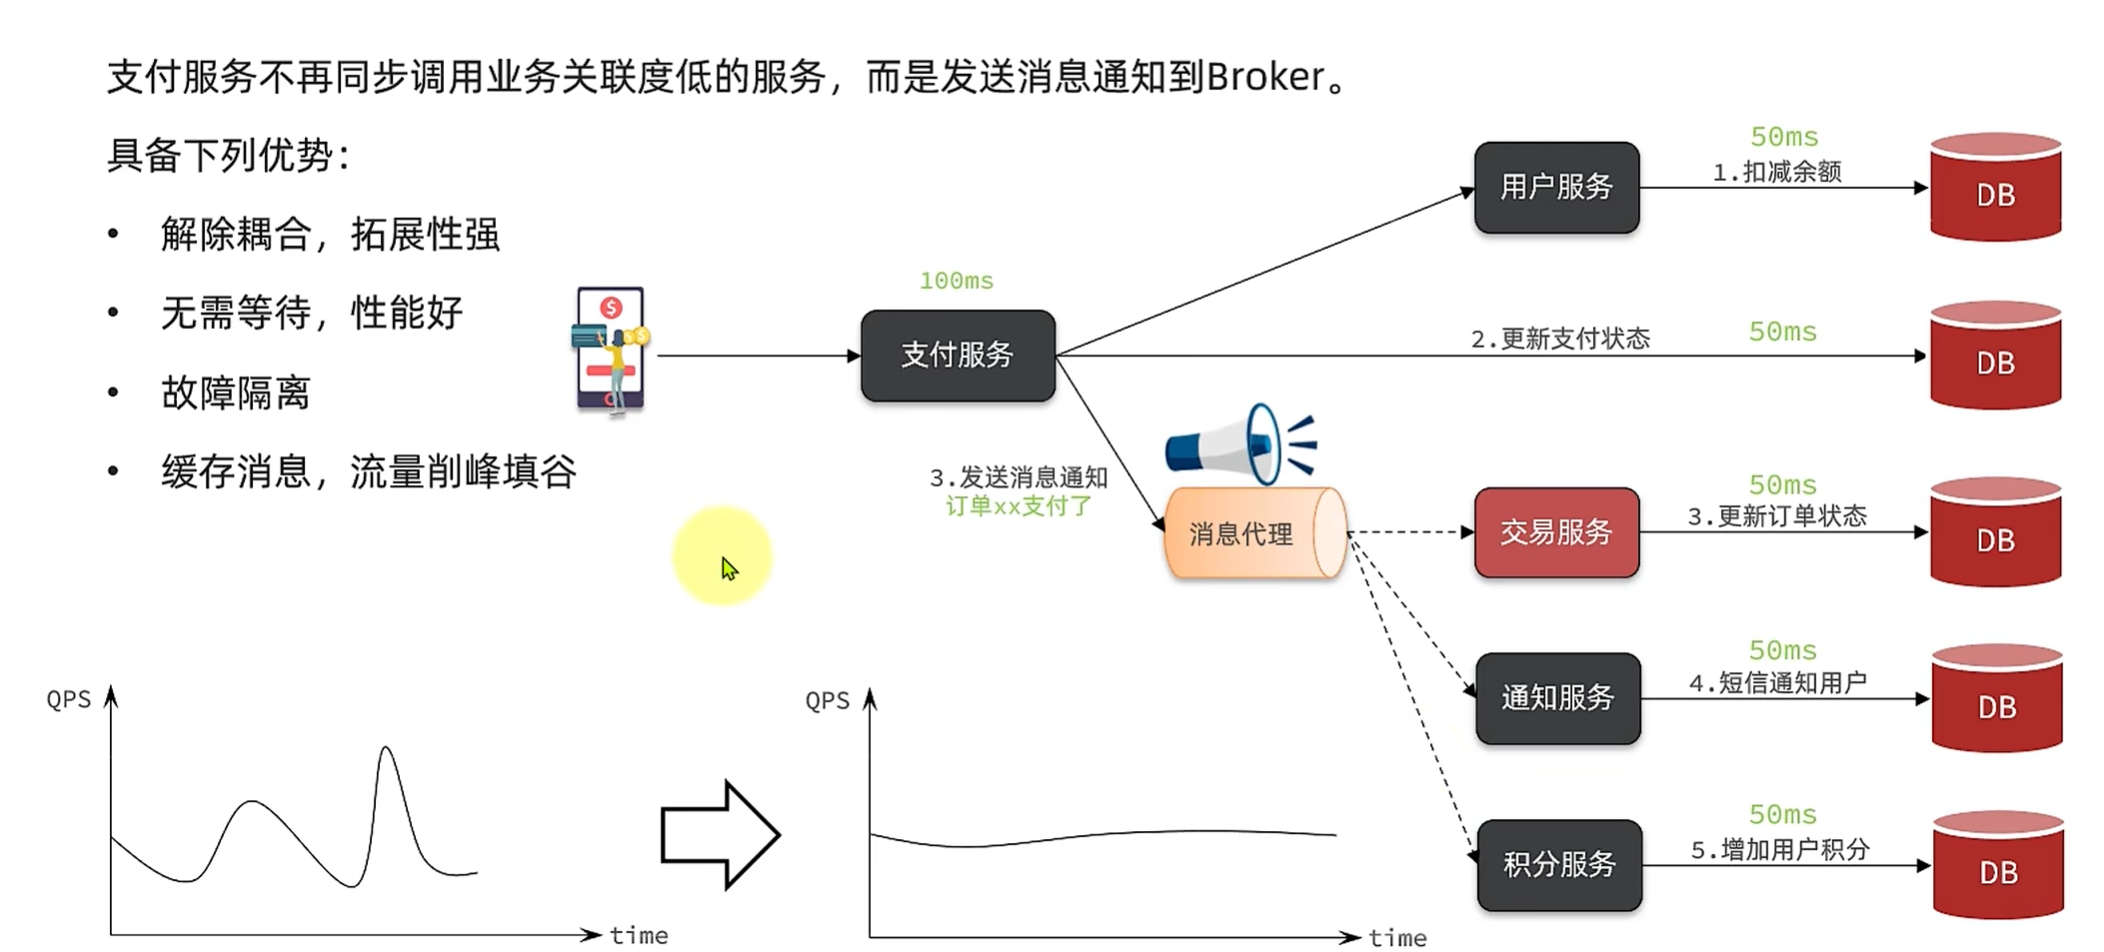 支付服务不再同步调用业务关联度低的服务，而是发送消息通知到Broker。
具备下列优势：
• 解除耦合，拓展性强
• 无需等待，性能好
• 故障隔离
• 缓存消息，流量削峰填谷
100ms
支付服务
用户服务
50ms
1.扣减余额
DB
2.更新支付状态
50ms
DB
3.发送消息通知
订单xx支付了
消息代理
交易服务
50ms
3.更新订单状态
DB
通知服务
50ms
4.短信通知用户
DB
积分服务
50ms
5.增加用户积分
DB
QPS
time
QPS
time